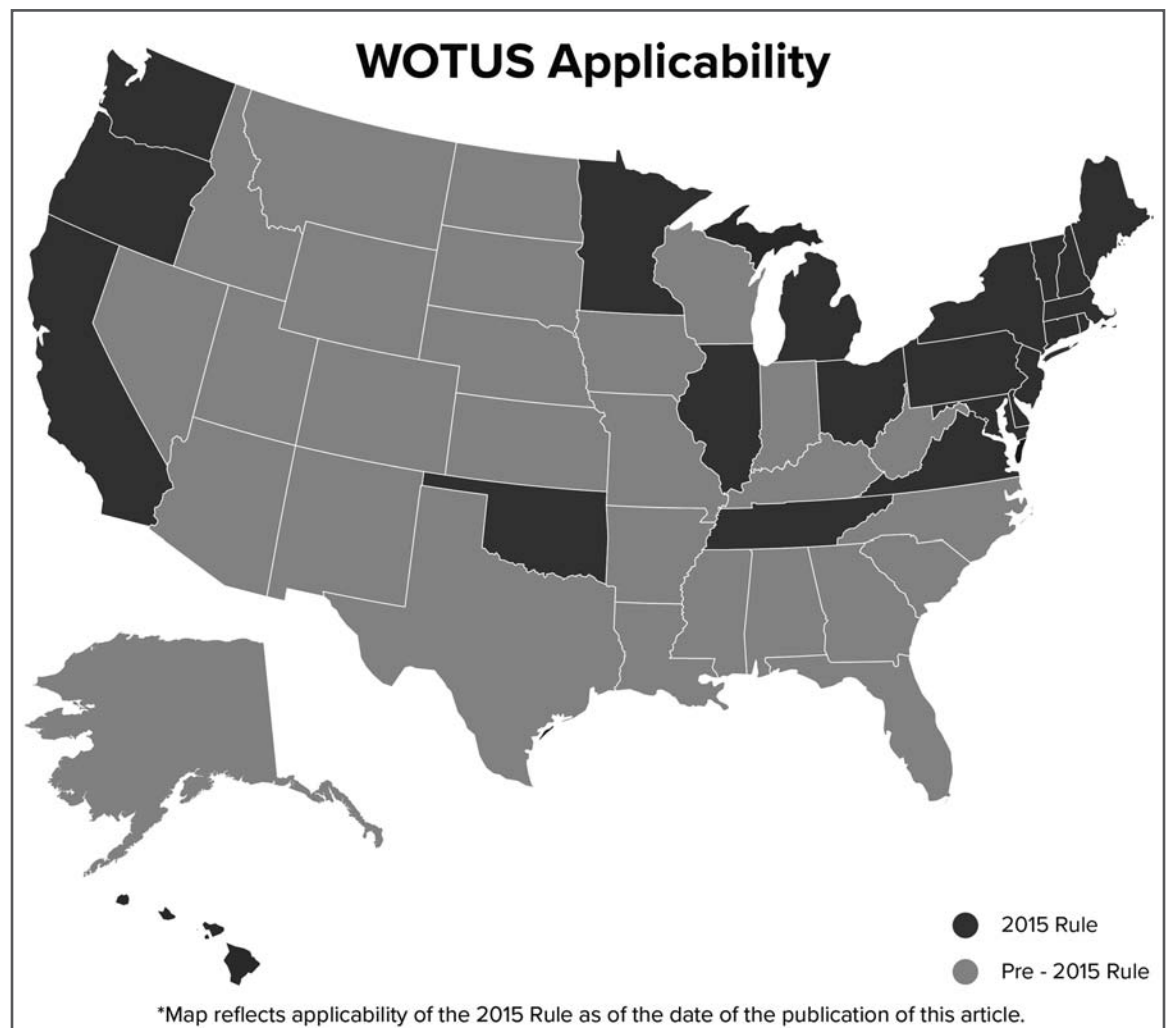 WOTUS Applicability
2015 Rule
Pre - 2015 Rule
*Map reflects applicability of the 2015 Rule as of the date of the publication of this article.